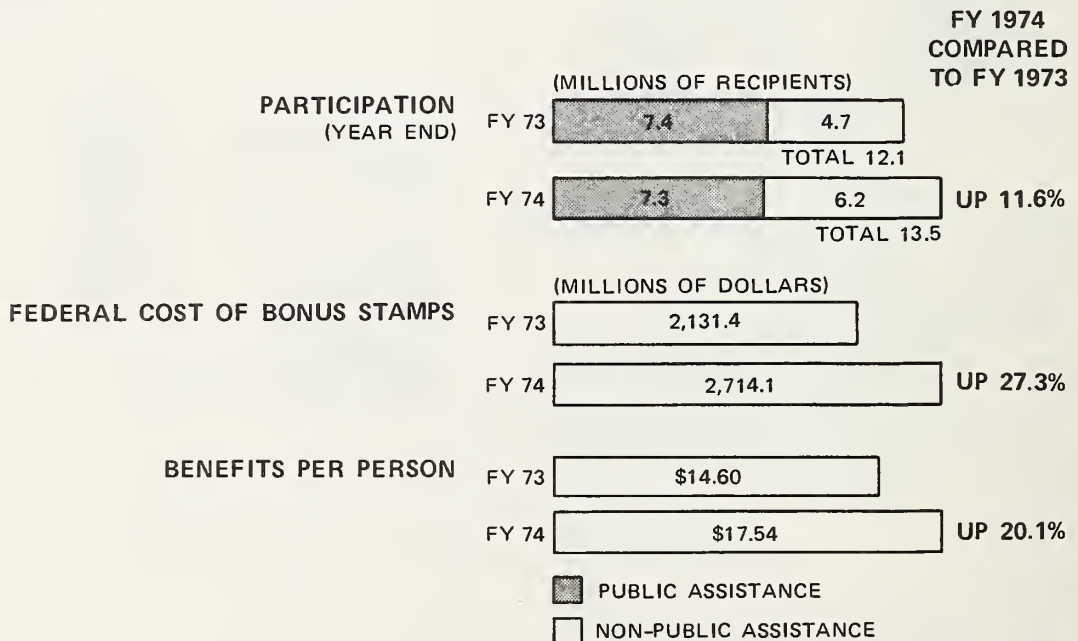 FY 1974
COMPARED
TO FY 1973
(MILLIONS OF RECIPIENTS)
PARTICIPATION
(YEAR END)
FY 73 7.4 4.7
TOTAL 12.1
FY 74 7.3 6.2 UP 11.6%
TOTAL 13.5
(MILLIONS OF DOLLARS)
FEDERAL COST OF BONUS STAMPS FY 73 2,131.4
FY 74 2,714.1 UP 27.3%
BENEFITS PER PERSON FY 73 $14.60
FY 74 $17.54 UP 20.1%
PUBLIC ASSISTANCE
NON-PUBLIC ASSISTANCE